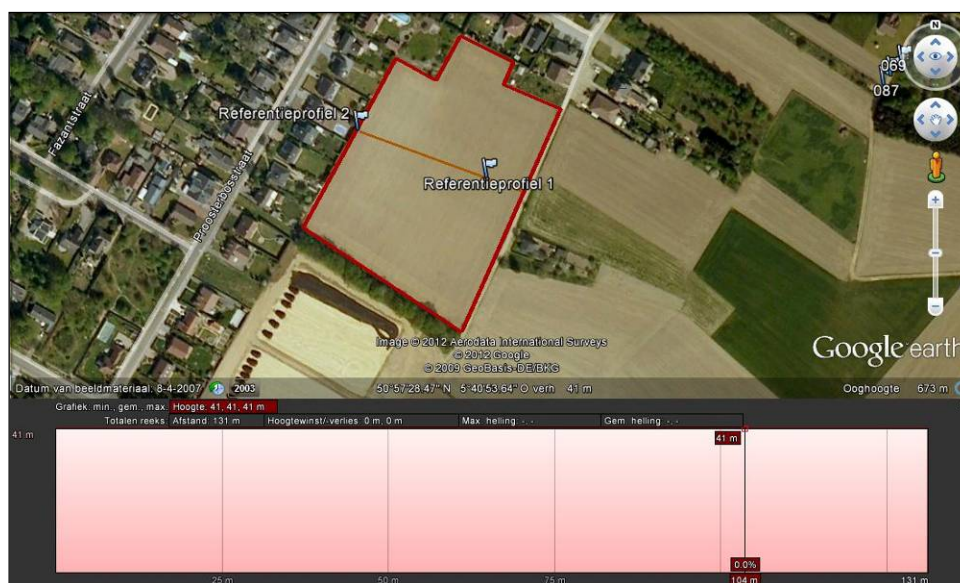 N
069
087
Fazantstraat
Referentieprofiel 2
Referentieprofiel 1
Proosterbosstraat
Image © 2012 Aerodata International Surveys
© 2012 Google
© 2009 GeoBasis-DE/BKG
Google earth
Datum van beeldmateriaal: 8-4-2007 2003 50°57'28.47" N 5°40'53.64" O verh 41 m Ooghoogte 673 m
Grafiek. min., gem., max. Hoogte. 41, 41, 41 m
Totalen reeks Afstand: 131 m Hoogtewinst/-verlies: 0 m, 0 m Max helling: -, - Gem. helling -, -
41 m
41 m
0.0%
25 m 50 m 75 m 104 m 131 m